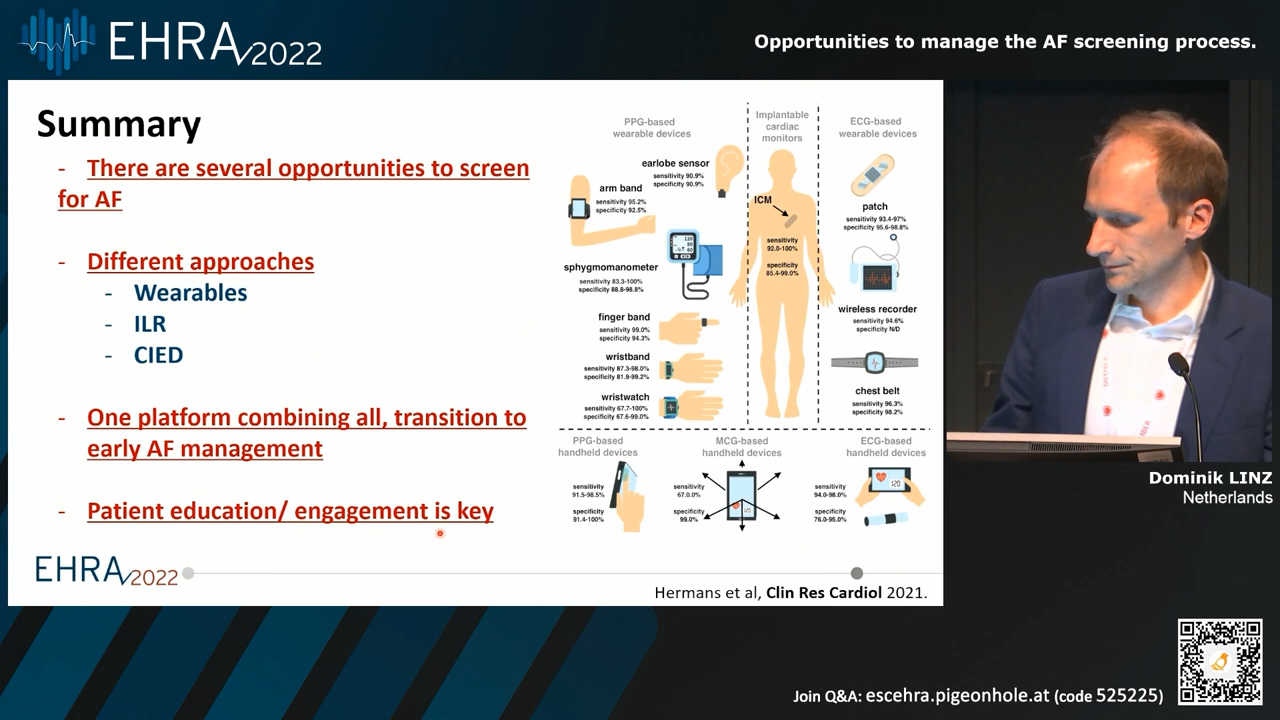 EHRA 2022
Opportunities to manage the AF screening process.
Summary
- There are several opportunities to screen
for AF
- Different approaches
- Wearables
- ILR
- CIED
- One platform combining all, transition to
early AF management
- Patient education/ engagement is key
PPG-based
wearable devices
earlobe sensor
sensitivity 90.9%
specificity 90.9%
arm band
sensitivity 95.2%
specificity 92.5%
sphygmomanometer
sensitivity 83.3-100%
specificity 88.8-98.8%
finger band
sensitivity 99.0%
specificity 94.3%
wristband
sensitivity 87.3-98.0%
specificity 81.9-99.2%
wristwatch
sensitivity 67.7-100%
specificity 67.6-99.0%
Implantable
cardiac
monitors
ICM
sensitivity
92.0-100%
specificity
85.4-99.0%
ECG-based
wearable devices
patch
sensitivity 93.4-97%
specificity 95.6-98.8%
wireless recorder
sensitivity 94.6%
specificity N/D
chest belt
sensitivity 96.3%
specificity 98.2%
PPG-based
handheld devices
sensitivity
91.5-98.5%
specificity
91.4-100%
MCG-based
handheld devices
sensitivity
67.0.0%
specificity
99.0%
ECG-based
handheld devices
sensitivity
94.0-98.0%
specificity
76.0-95.0%
120
EHRA 2022
Hermans et al, Clin Res Cardiol 2021.
Dominik LINZ
Netherlands
Join Q&A: escehra.pigeonhole.at (code 525225)